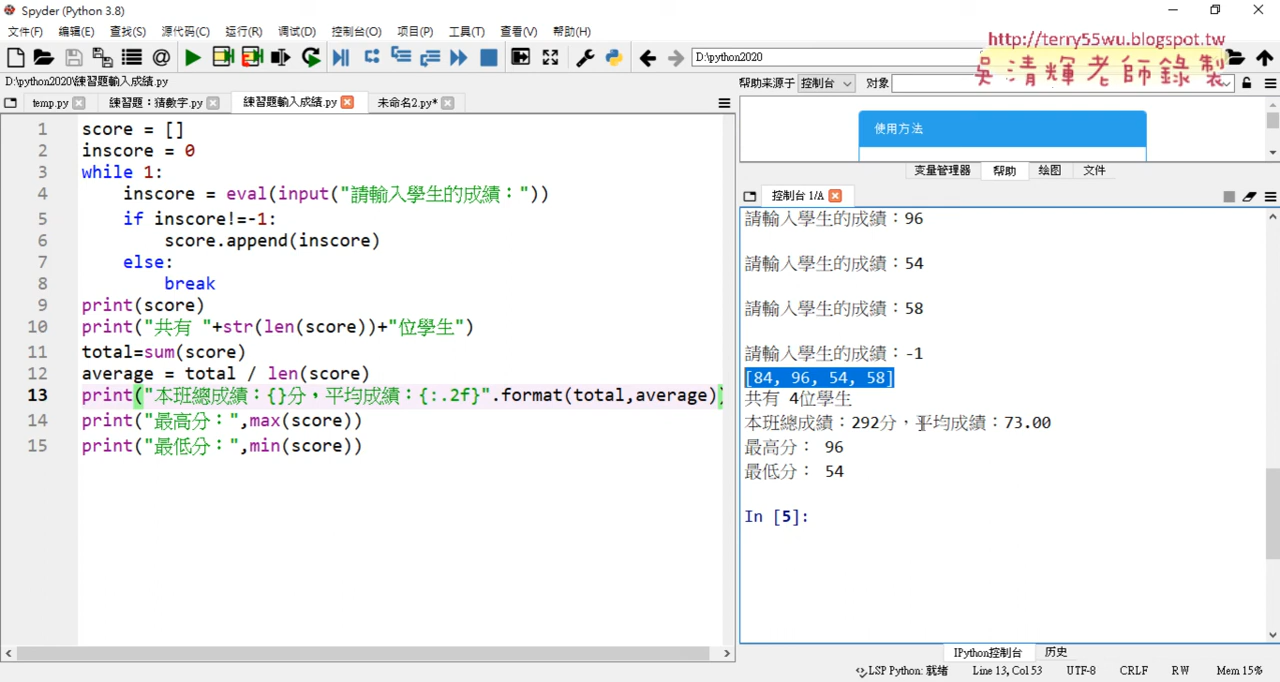 Spyder (Python 3.8)
文件(F) 编辑(E) 查找(S) 源代码(C) 运行(R) 调试(D) 控制台(O) 项目(P) 工具(T) 查看(V) 帮助(H)
D:\python2020
http://terry55wu.blogspot.tw
吳清輝老師錄製
D:\python2020\練習題輸入成績.py
帮助来源于 控制台 对象
temp.py 練習題：猜數字.py 練習題輸入成績.py 未命名2.py*
使用方法
变量管理器 帮助 绘图 文件
控制台 1/A
1 score = []
2 inscore = 0
3 while 1:
4 inscore = eval(input("請輸入學生的成績："))
5 if inscore!=-1:
6 score.append(inscore)
7 else:
8 break
9 print(score)
10 print("共有 "+str(len(score))+"位學生")
11 total=sum(score)
12 average = total / len(score)
13 print("本班總成績：{}分，平均成績：{:.2f}".format(total,average))
14 print("最高分：",max(score))
15 print("最低分：",min(score))
請輸入學生的成績：96
請輸入學生的成績：54
請輸入學生的成績：58
請輸入學生的成績：-1
[84, 96, 54, 58]
共有 4位學生
本班總成績：292分，平均成績：73.00
最高分： 96
最低分： 54
In [5]:
IPython控制台 历史
LSP Python: 就绪 Line 13, Col 53 UTF-8 CRLF RW Mem 15%